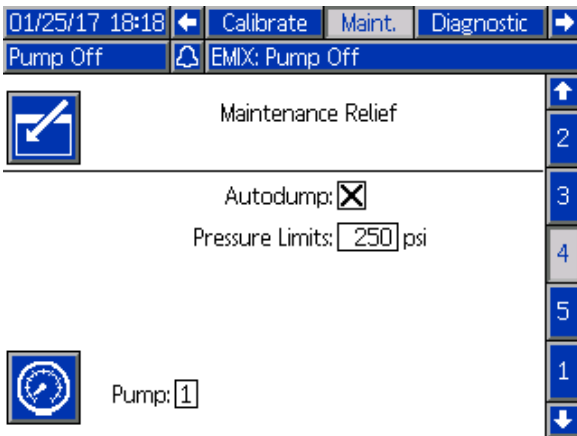 01/25/17 18:18 Calibrate Maint. Diagnostic
Pump Off EMIX: Pump Off
Maintenance Relief
2
Autodump:
3
Pressure Limits: 250 psi
4
5
Pump: 1
1